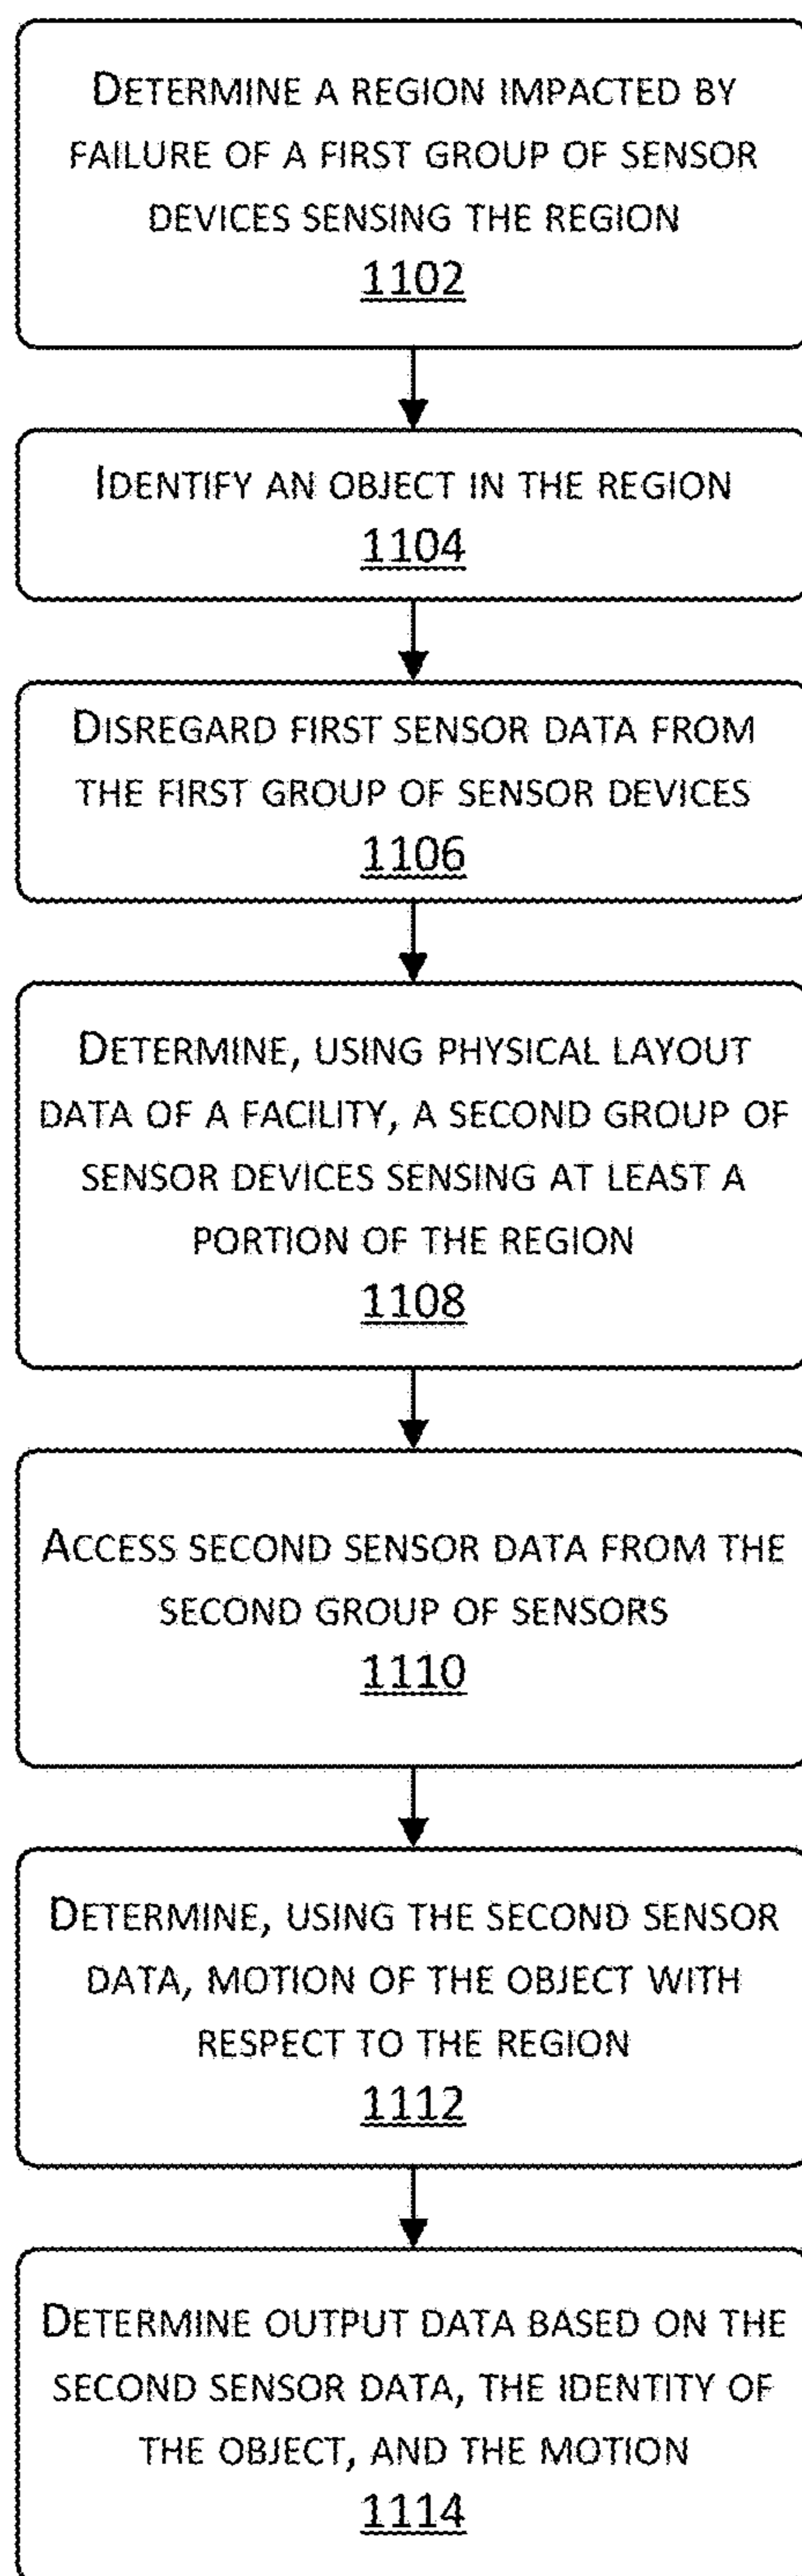 DETERMINE A REGION IMPACTED BY
FAILURE OF A FIRST GROUP OF SENSOR
DEVICES SENSING THE REGION
1102
IDENTIFY AN OBJECT IN THE REGION
1104
DISREGARD FIRST SENSOR DATA FROM
THE FIRST GROUP OF SENSOR DEVICES
1106
DETERMINE, USING PHYSICAL LAYOUT
DATA OF A FACILITY, A SECOND GROUP OF
SENSOR DEVICES SENSING AT LEAST A
PORTION OF THE REGION
1108
ACCESS SECOND SENSOR DATA FROM THE
SECOND GROUP OF SENSORS
1110
DETERMINE, USING THE SECOND SENSOR
DATA, MOTION OF THE OBJECT WITH
RESPECT TO THE REGION
1112
DETERMINE OUTPUT DATA BASED ON THE
SECOND SENSOR DATA, THE IDENTITY OF
THE OBJECT, AND THE MOTION
1114